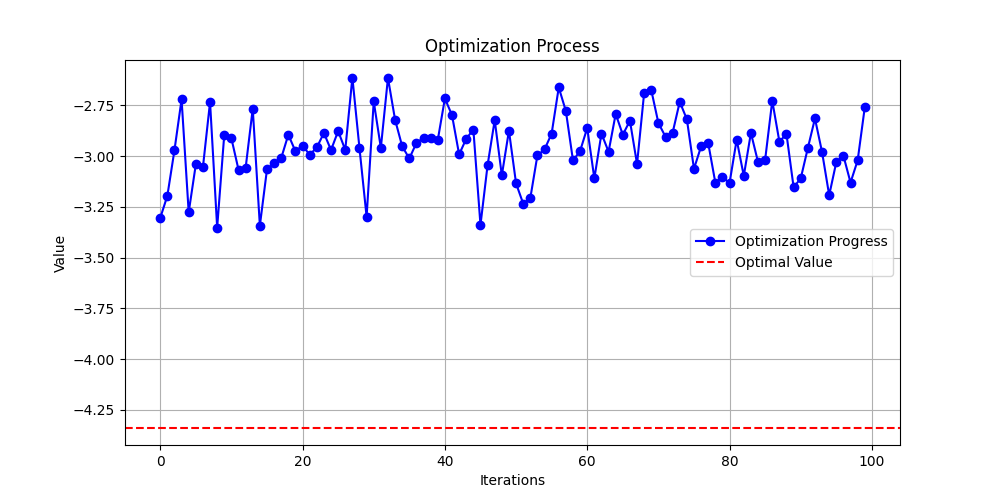 Optimization Process
Value
−2.75
−3.00
−3.25
−3.50
−3.75
−4.00
−4.25
Optimization Progress
Optimal Value
0 20 40 60 80 100
Iterations